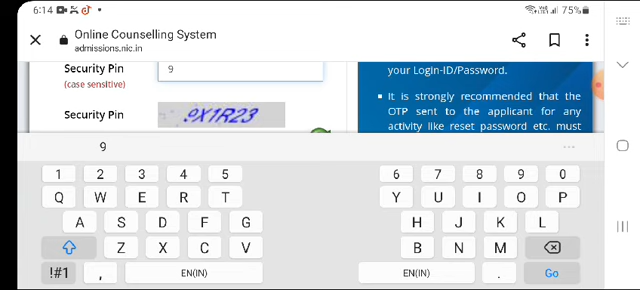 6:14 75%
Online Counselling System
admissions.nic.in
Security Pin 9
(case sensitive)
Security Pin 9X1R23
your Login-ID/Password.
It is strongly recommended that the
OTP sent to the applicant for any
activity like reset password etc. must
9
1 2 3 4 5 6 7 8 9 0
Q W E R T Y U I O P
A S D F G H J K L
Z X C V B N M
!#1 , EN(IN) EN(IN) . Go